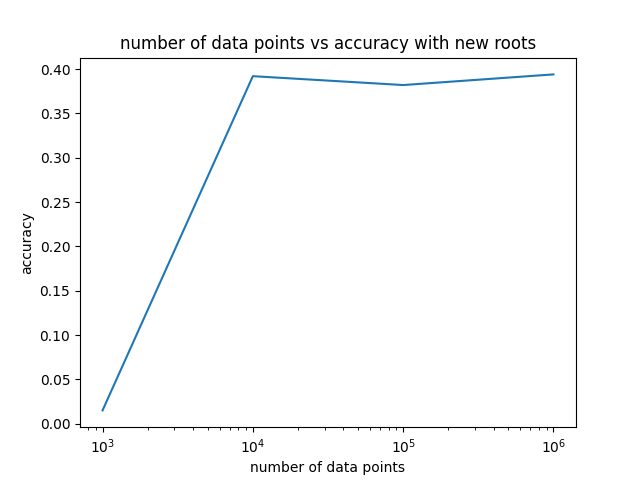 number of data points vs accuracy with new roots
0.40
0.35
0.30
0.25
0.20
0.15
0.10
0.05
0.00
accuracy
10³ 10⁴ 10⁵ 10⁶
number of data points